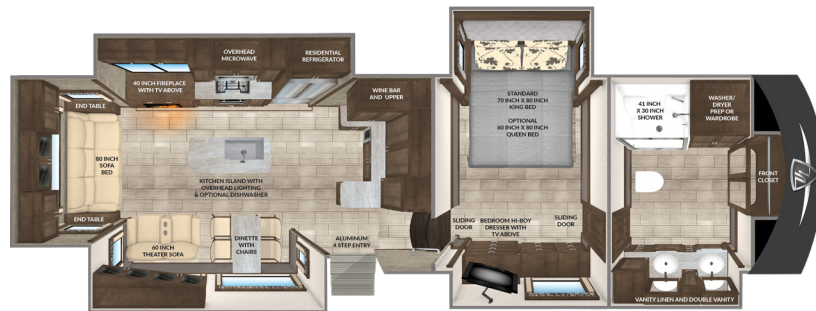 OVERHEAD
MICROWAVE
RESIDENTIAL
REFRIGERATOR
40 INCH FIREPLACE
WITH TV ABOVE
END TABLE
WINE BAR
AND UPPER
80 INCH
SOFA
BED
KITCHEN ISLAND WITH
OVERHEAD LIGHTING
& OPTIONAL DISHWASHER
END TABLE
60 INCH
THEATER SOFA
DINETTE
WITH
CHAIRS
ALUMINUM
4 STEP ENTRY
STANDARD
70 INCH X 80 INCH
KING BED
OPTIONAL
60 INCH X 80 INCH
QUEEN BED
SLIDING
DOOR
BEDROOM HI-BOY
DRESSER WITH
TV ABOVE
SLIDING
DOOR
41 INCH
X 30 INCH
SHOWER
WASHER/
DRYER
PREP OR
WARDROBE
FRONT
CLOSET
VANITY LINEN AND DOUBLE VANITY